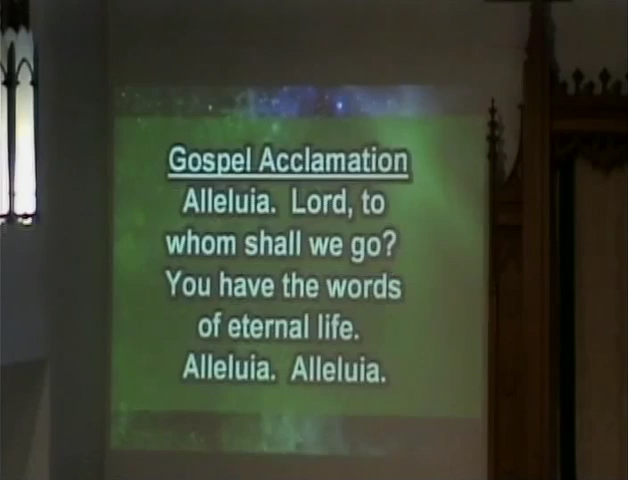 Gospel Acclamation
Alleluia. Lord, to
whom shall we go?
You have the words
of eternal life.
Alleluia. Alleluia.